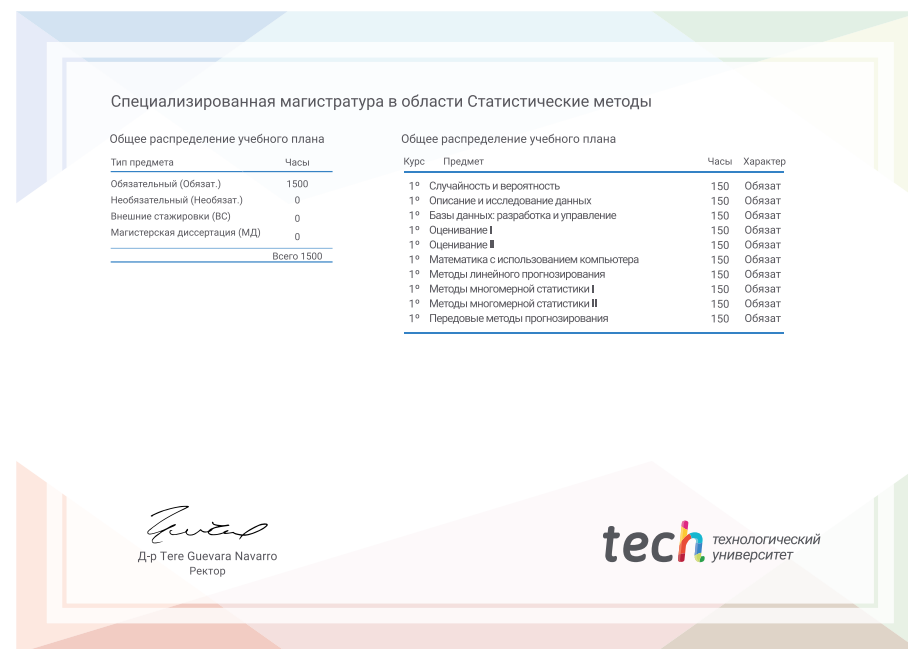 Специализированная магистратура в области Статистические методы
Общее распределение учебного плана
Тип предмета Часы
Обязательный (Обязат.) 1500
Необязательный (Необязат.) 0
Внешние стажировки (ВС) 0
Магистерская диссертация (МД) 0
Всего 1500
Общее распределение учебного плана
Курс Предмет Часы Характер
1º Случайность и вероятность 150 Обязат
1º Описание и исследование данных 150 Обязат
1º Базы данных: разработка и управление 150 Обязат
1º Оценивание I 150 Обязат
1º Оценивание II 150 Обязат
1º Математика с использованием компьютера 150 Обязат
1º Методы линейного прогнозирования 150 Обязат
1º Методы многомерной статистики I 150 Обязат
1º Методы многомерной статистики II 150 Обязат
1º Передовые методы прогнозирования 150 Обязат
Д-р Tere Guevara Navarro
Ректор
tech технологический
университет